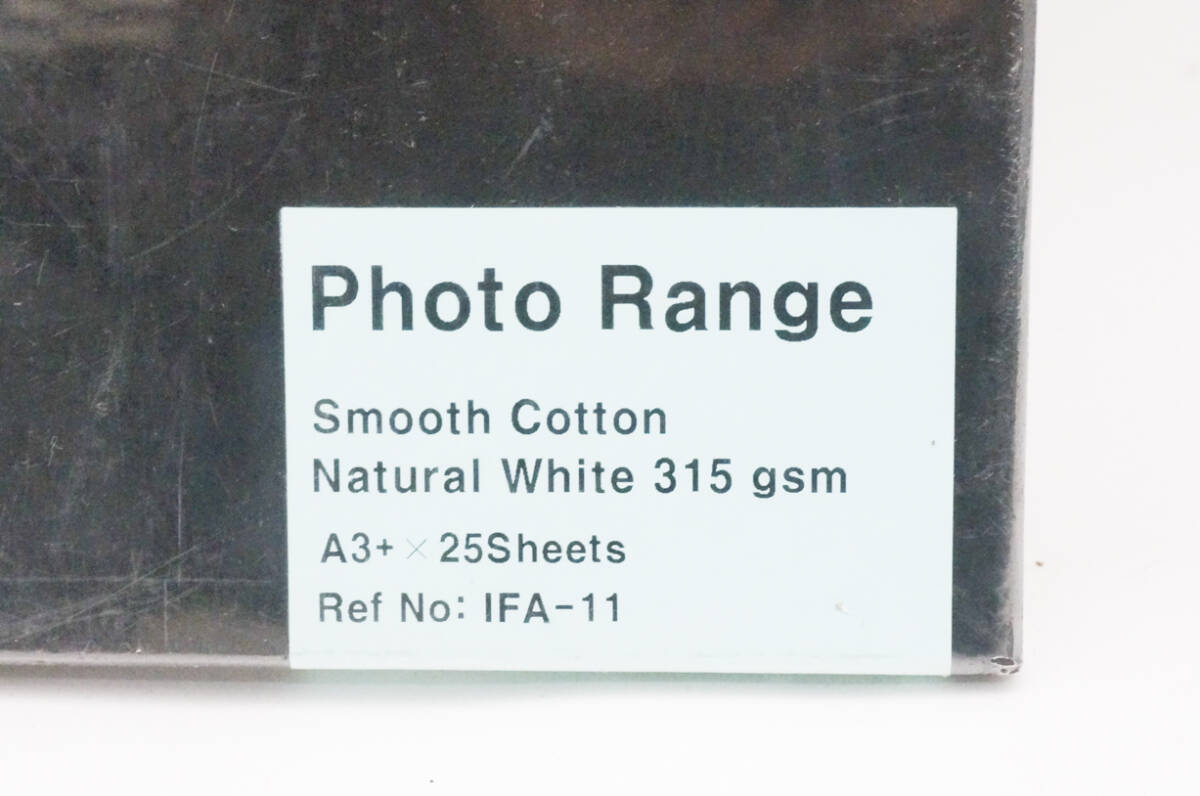 Photo Range
Smooth Cotton
Natural White 315 gsm
A3+ × 25Sheets
Ref No: IFA-11